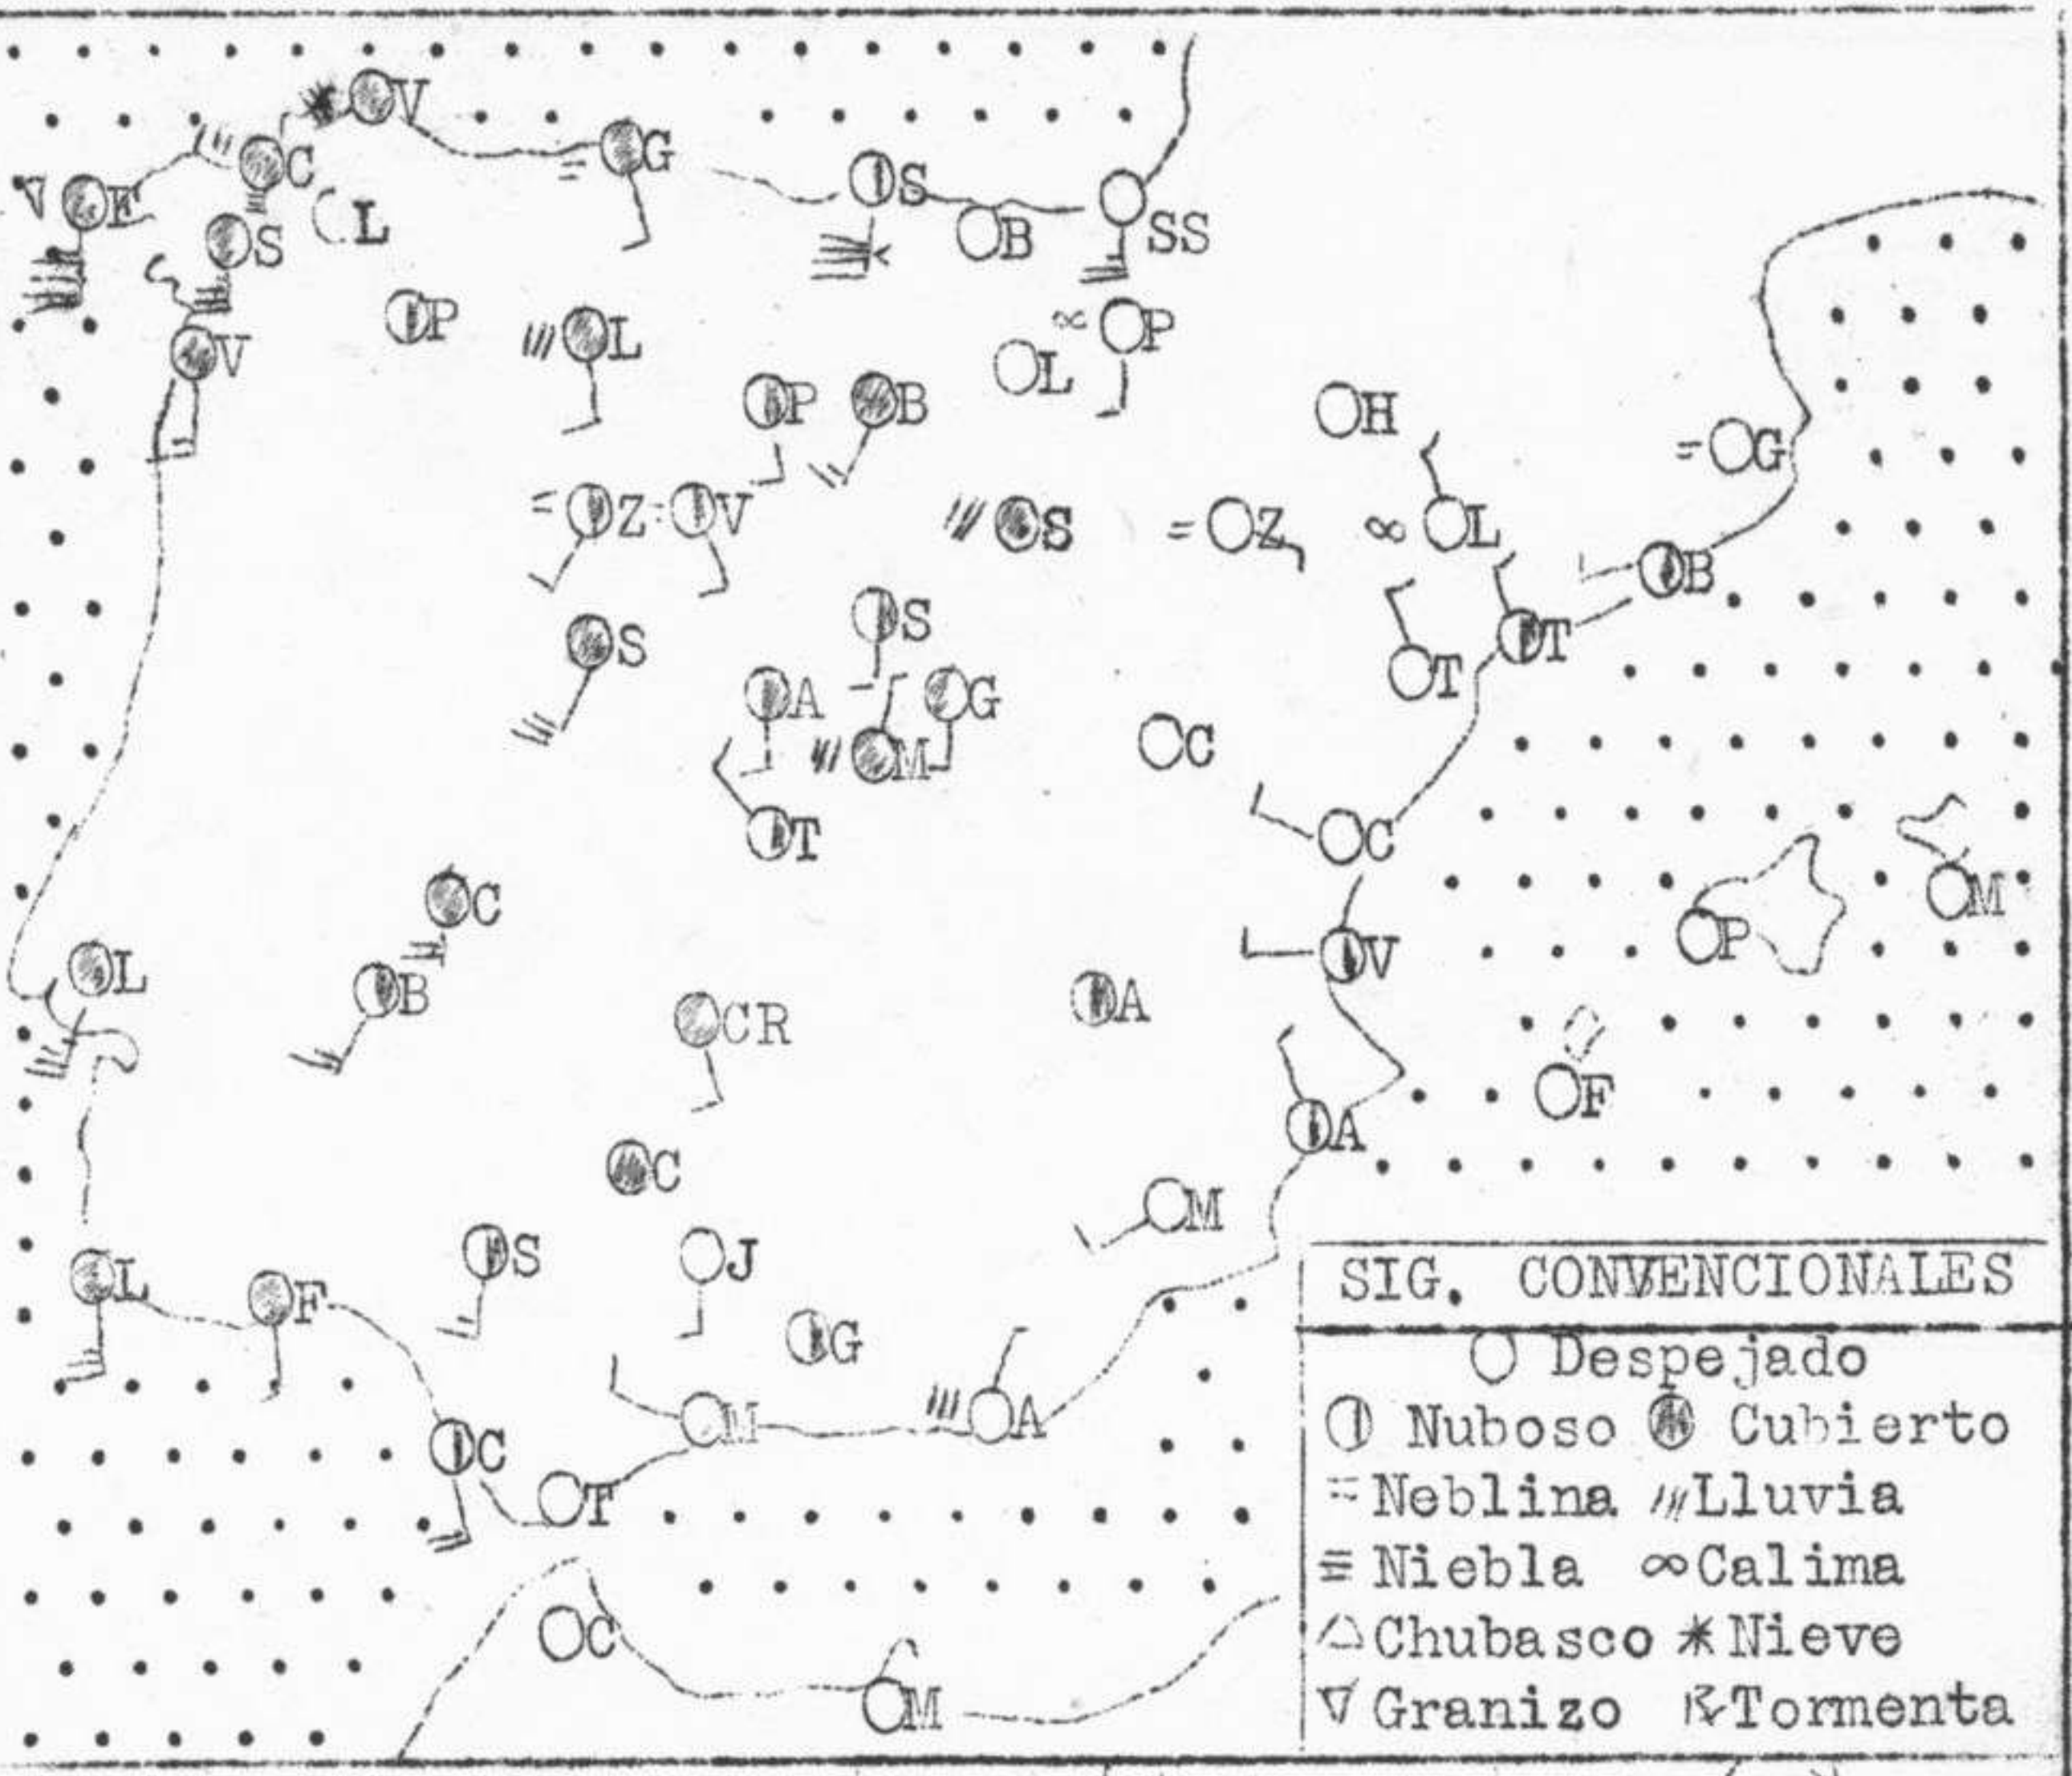 V
G
C
F
L
S
S
B
SS
P
L
P
V
L
P
B
H
G
Z
V
S
Z
L
B
S
S
T
T
A
G
M
C
T
C
C
M
P
L
B
V
CR
A
F
A
C
M
L
F
S
J
G
M
A
C
T
C
M
SIG. CONVENCIONALES
Despejado
Nuboso Cubierto
Neblina Lluvia
Niebla Calima
Chubasco Nieve
Granizo Tormenta